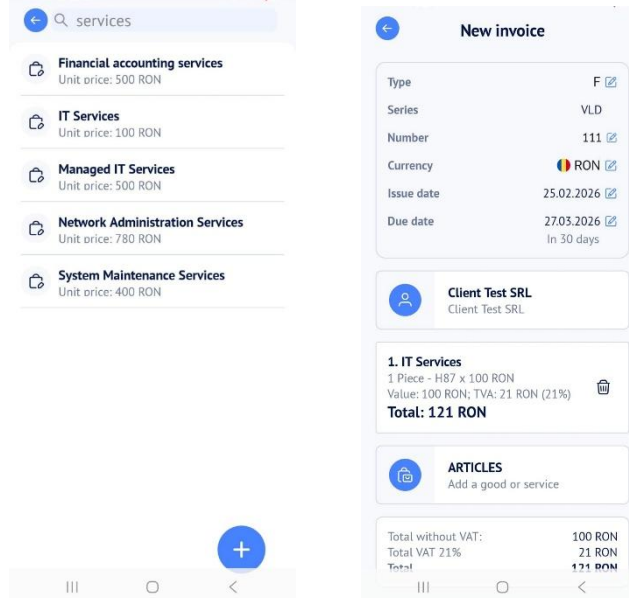 services
Financial accounting services
Unit price: 500 RON
IT Services
Unit price: 100 RON
Managed IT Services
Unit price: 500 RON
Network Administration Services
Unit price: 780 RON
System Maintenance Services
Unit price: 400 RON
New invoice
Type F
Series VLD
Number 111
Currency RON
Issue date 25.02.2026
Due date 27.03.2026
In 30 days
Client Test SRL
Client Test SRL
1. IT Services
1 Piece - H87 x 100 RON
Value: 100 RON; TVA: 21 RON (21%)
Total: 121 RON
ARTICLES
Add a good or service
Total without VAT: 100 RON
Total VAT 21% 21 RON
Total 121 RON